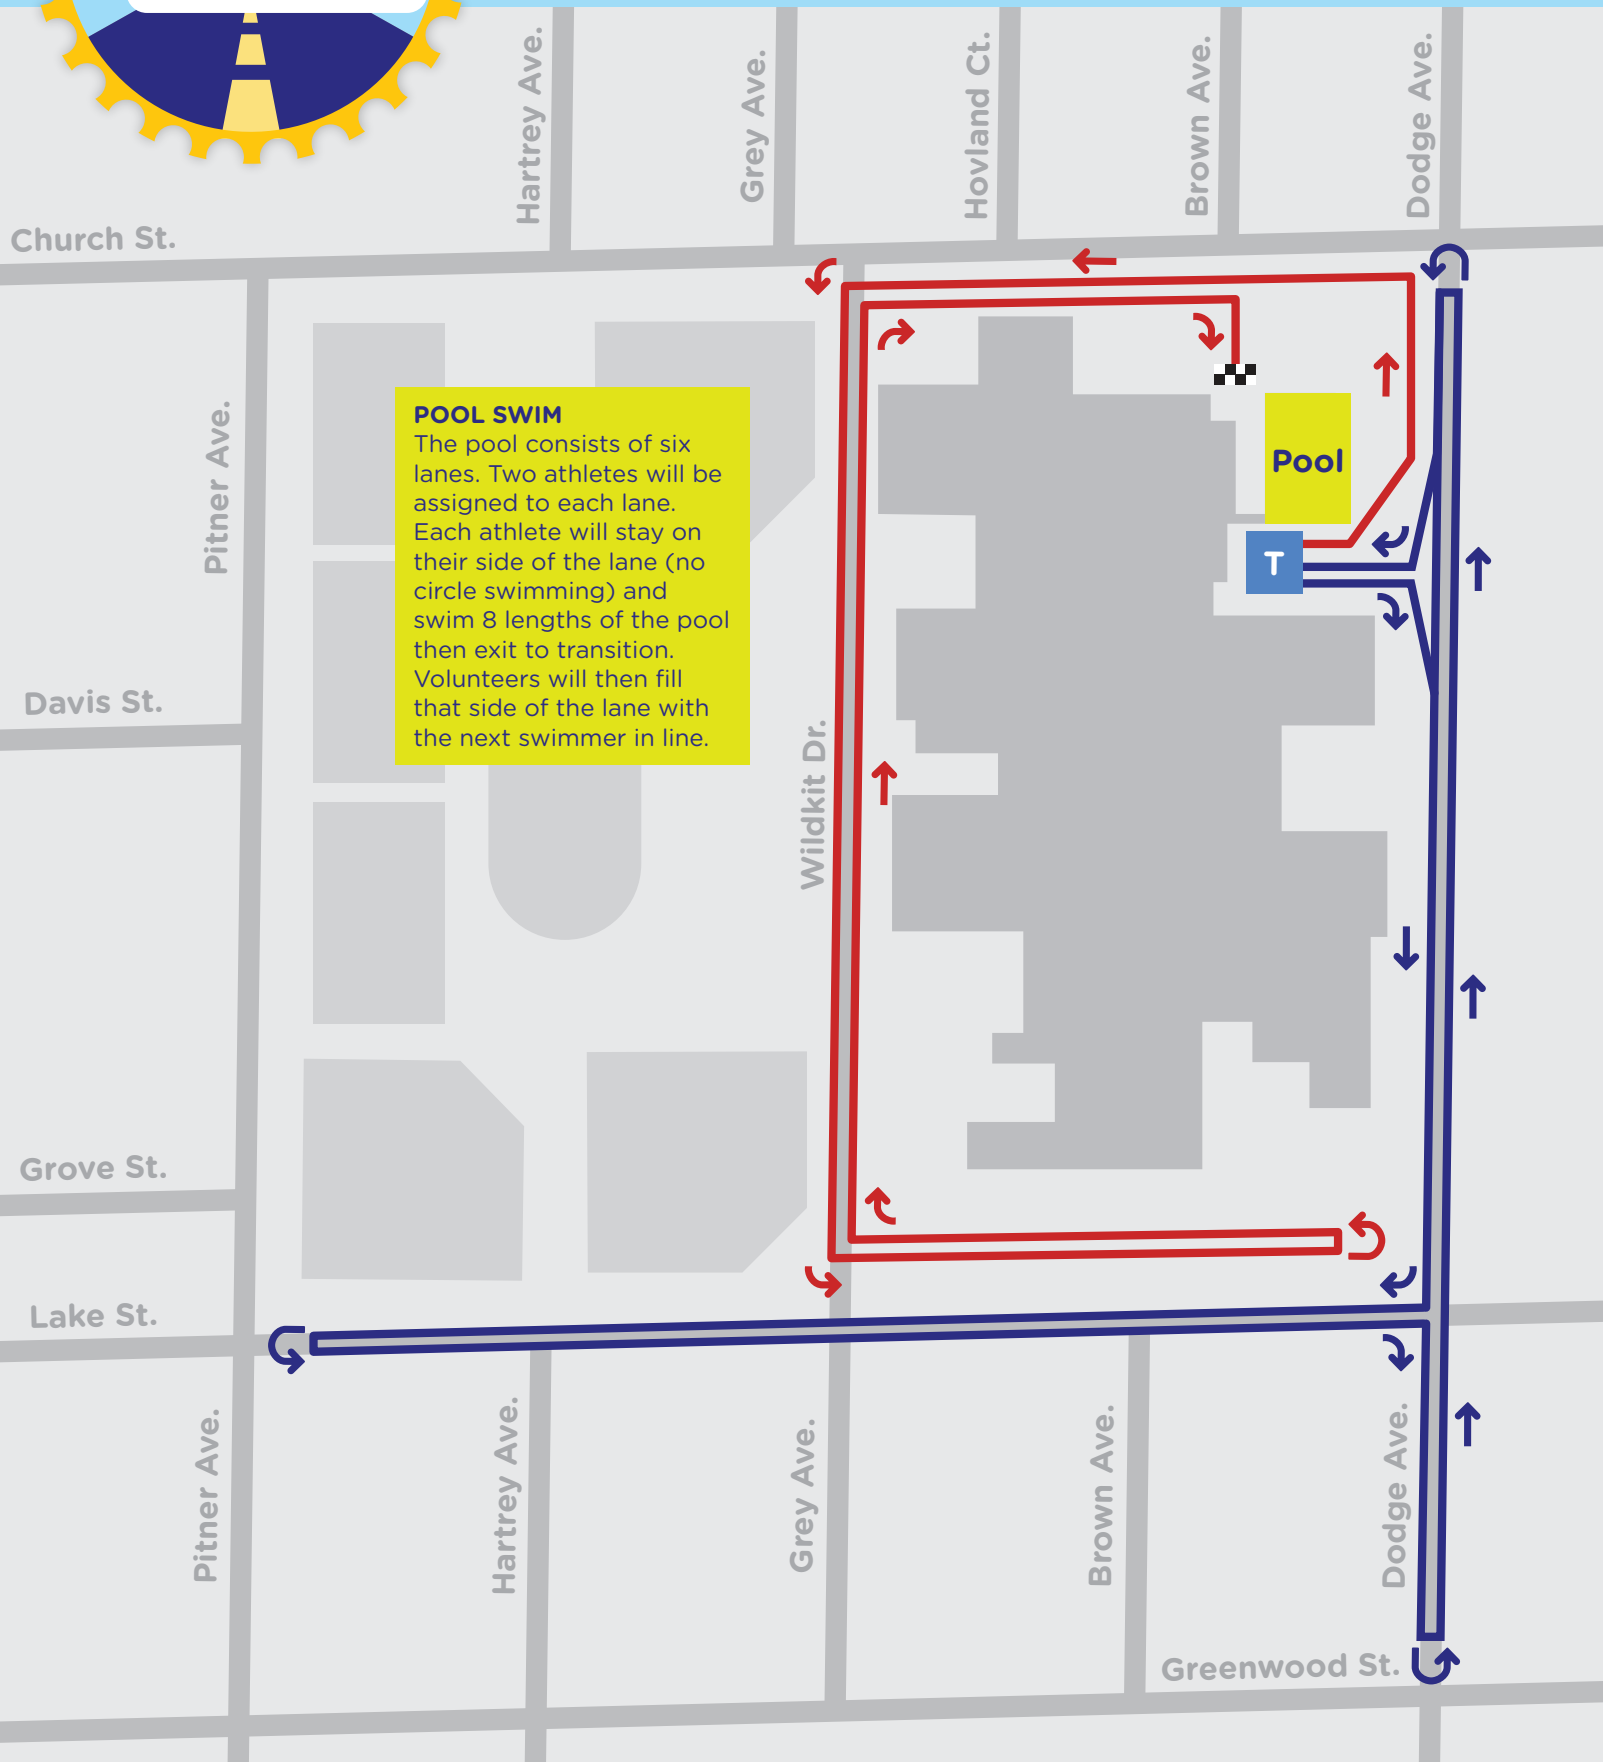 Hartrey Ave.
Grey Ave.
Hovland Ct.
Brown Ave.
Dodge Ave.
Church St.
Pitner Ave.
POOL SWIM
The pool consists of six
lanes. Two athletes will be
assigned to each lane.
Each athlete will stay on
their side of the lane (no
circle swimming) and
swim 8 lengths of the pool
then exit to transition.
Volunteers will then fill
that side of the lane with
the next swimmer in line.
Pool
T
Davis St.
Wildkit Dr.
Grove St.
Lake St.
Pitner Ave.
Hartrey Ave.
Grey Ave.
Brown Ave.
Dodge Ave.
Greenwood St.